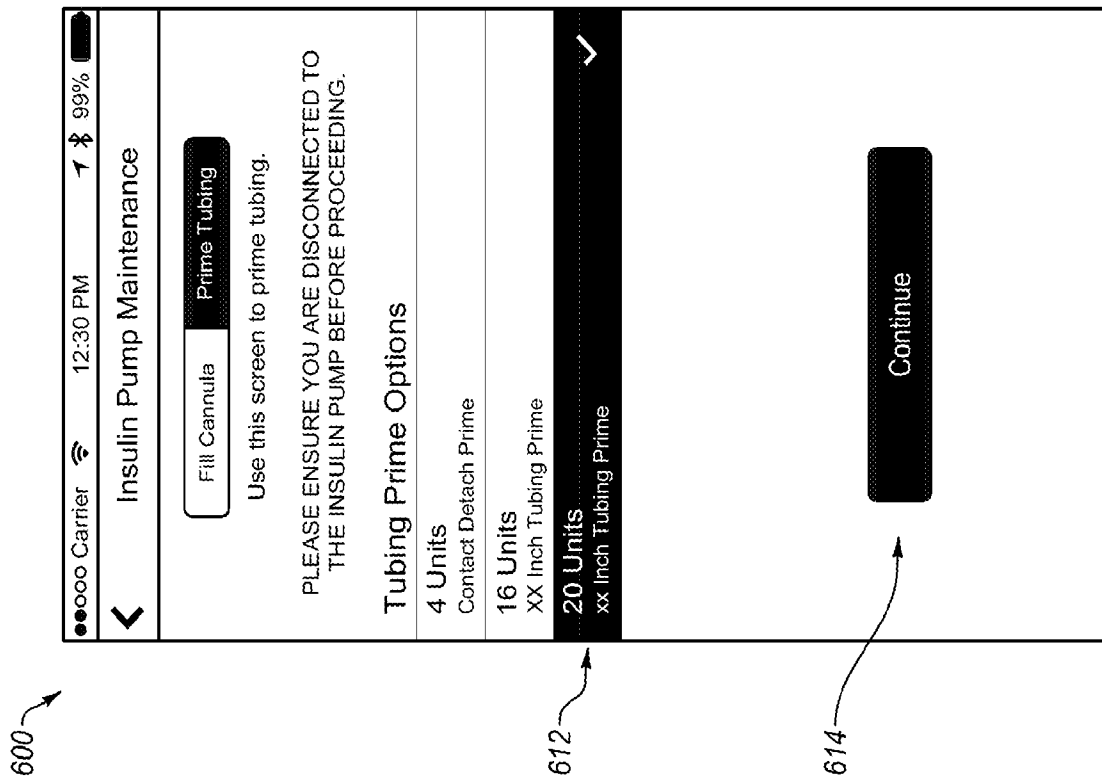 600
●●○○○ Carrier 12:30 PM 99%
Insulin Pump Maintenance
Fill Cannula Prime Tubing
Use this screen to prime tubing.
PLEASE ENSURE YOU ARE DISCONNECTED TO
THE INSULIN PUMP BEFORE PROCEEDING.
Tubing Prime Options
4 Units
Contact Detach Prime
16 Units
XX Inch Tubing Prime
20 Units
xx Inch Tubing Prime
612
Continue
614